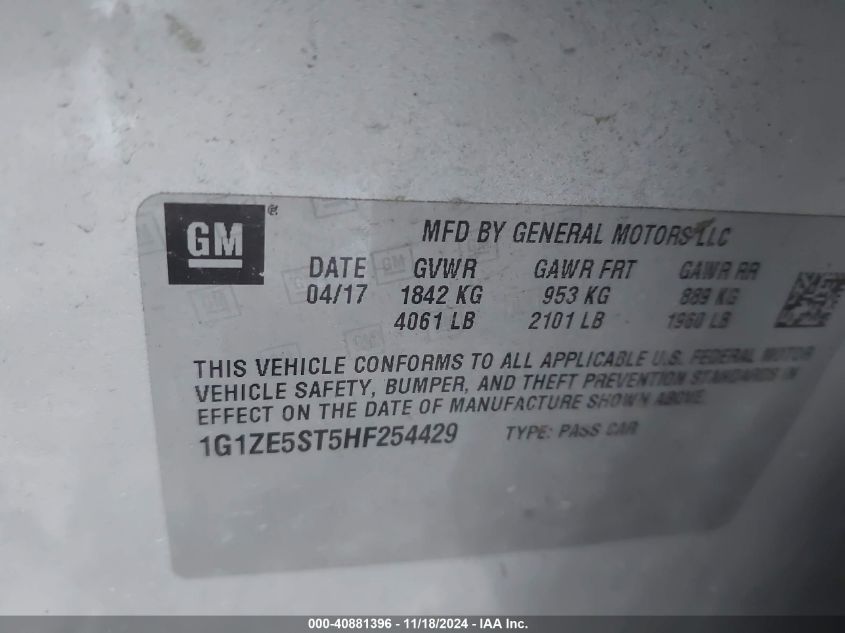 GM®
MFD BY GENERAL MOTORS LLC
DATE GVWR GAWR FRT GAWR RR
04/17 1842 KG 953 KG 889 KG
4061 LB 2101 LB 1960 LB
THIS VEHICLE CONFORMS TO ALL APPLICABLE U.S. FEDERAL MOTOR
VEHICLE SAFETY, BUMPER, AND THEFT PREVENTION STANDARDS IN
EFFECT ON THE DATE OF MANUFACTURE SHOWN ABOVE.
1G1ZE5ST5HF254429 TYPE: PASS CAR
000-40881396 - 11/18/2024 - IAA Inc.